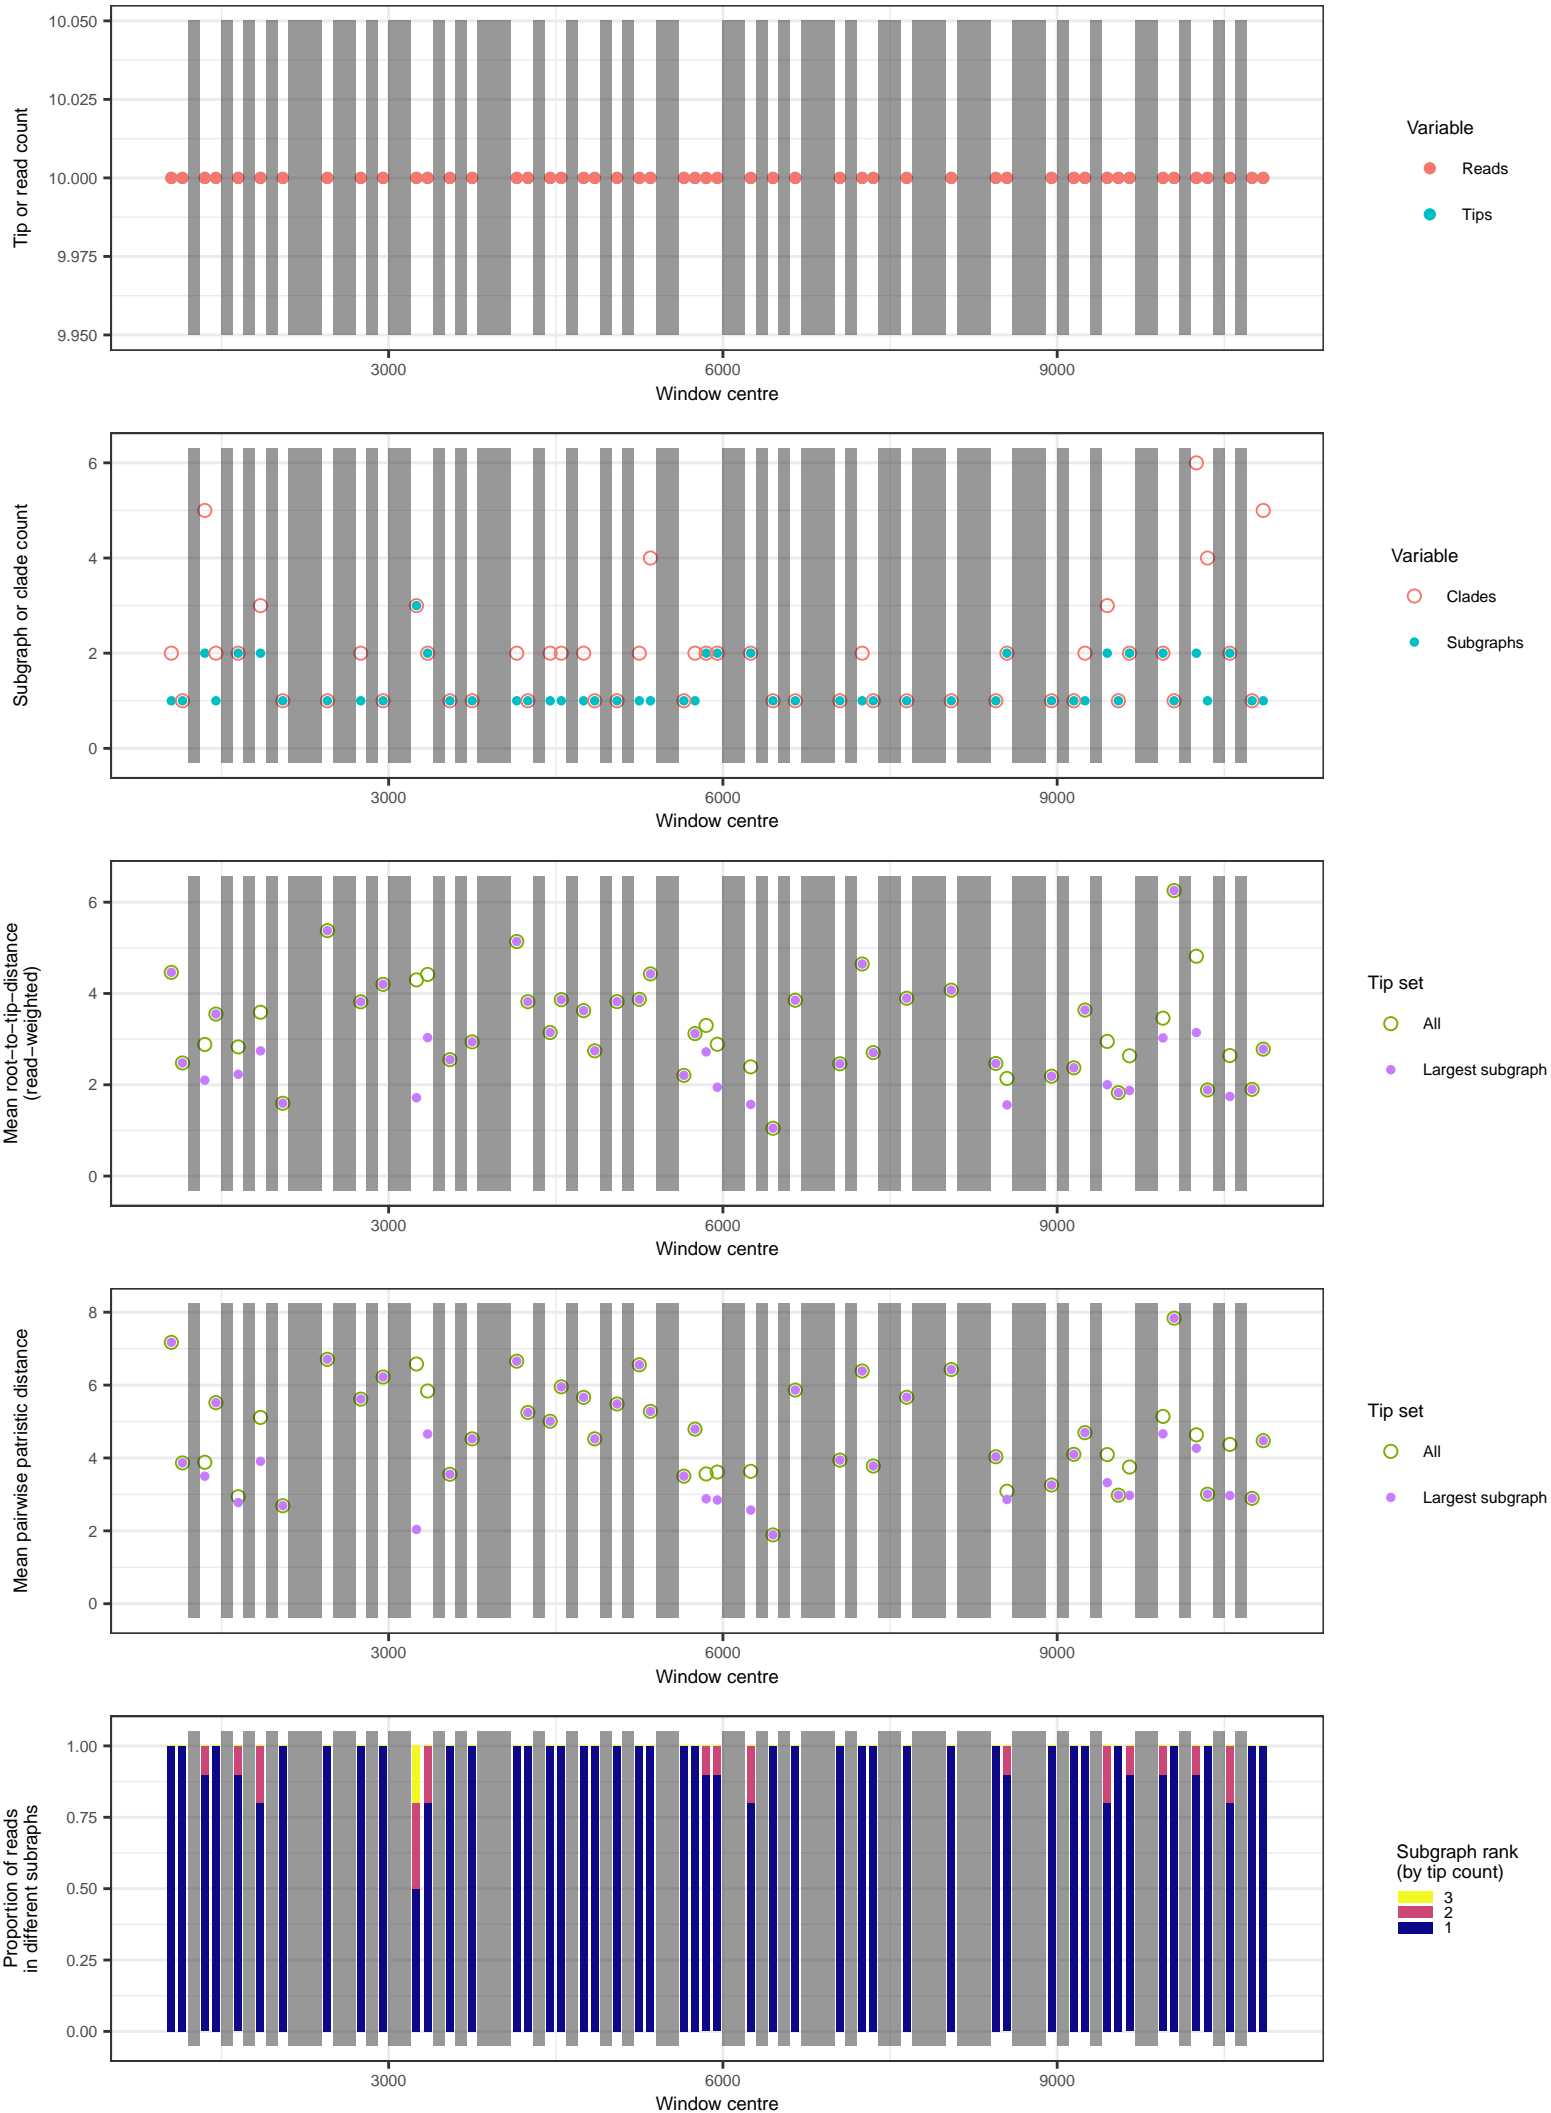 10.050
10.025
10.000
9.975
9.950
Tip or read count
3000
6000
9000
Window centre
Variable
Reads
Tips
6
4
2
0
Subgraph or clade count
3000
6000
9000
Window centre
Variable
Clades
Subgraphs
6
4
2
0
Mean root−to−tip−distance
(read−weighted)
3000
6000
9000
Window centre
Tip set
All
Largest subgraph
8
6
4
2
0
Mean pairwise patristic distance
3000
6000
9000
Window centre
Tip set
All
Largest subgraph
1.00
0.75
0.50
0.25
0.00
Proportion of reads
in different subraphs
3000
6000
9000
Window centre
Subgraph rank
(by tip count)
3
2
1